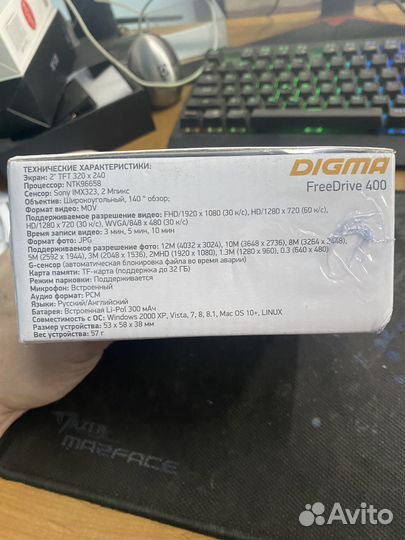 ТЕХНИЧЕСКИЕ ХАРАКТЕРИСТИКИ:
Экран: 2" TFT 320 x 240
Процессор: NTK96658
Сенсор: Sony IMX323, 2 Мпикс
Объектив: Широкоугольный, 140° обзор;
Формат видео: MOV
Поддерживаемое разрешение видео: FHD/1920 x 1080 (30 к/с), HD/1280 x 720 (60 к/с),
HD/1280 x 720 (30 к/с), WVGA/848 x 480 (30 к/с)
Время записи видео: 3 мин, 5 мин, 10 мин
Формат фото: JPG
Поддерживаемое разрешение фото: 12M (4032 x 3024), 10M (3648 x 2736), 8M (3264 x 2448),
5M (2592 x 1944), 3M (2048 x 1536), 2MHD (1920 x 1080), 1.3M (1280 x 960), 0.3 (640 x 480)
G-сенсор (автоматическая блокировка файла во время аварии)
Карта памяти: TF-карта (поддержка до 32 ГБ)
Режим парковки: Поддерживается
Микрофон: Встроенный
Аудио формат: PCM
Языки: Русский/Английский
Батарея: Встроенная Li-Pol 300 мАч
Совместимость с ОС: Windows 2000 XP, Vista, 7, 8, 8.1, Mac OS 10+, LINUX
Размер устройства: 53 x 58 x 38 мм
Вес устройства: 57 г
DIGMA
FreeDrive 400
MARFACE
Avito